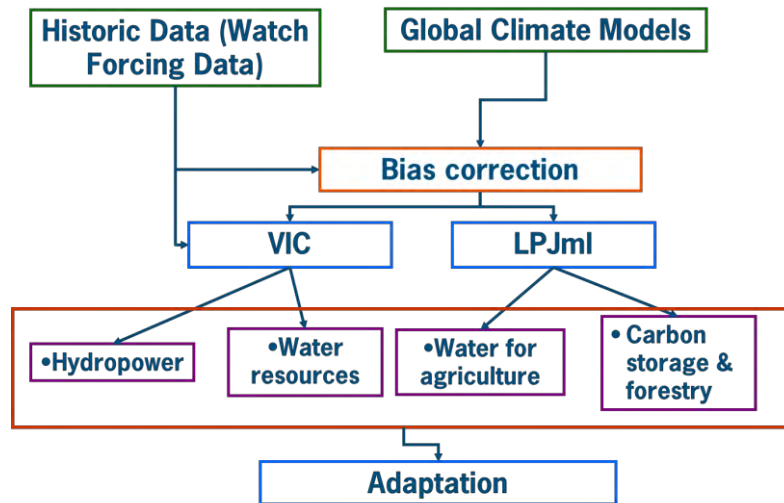 Historic Data (Watch
Forcing Data)
Global Climate Models
Bias correction
VIC
LPJml
•Hydropower
•Water
resources
•Water for
agriculture
• Carbon
storage &
forestry
Adaptation